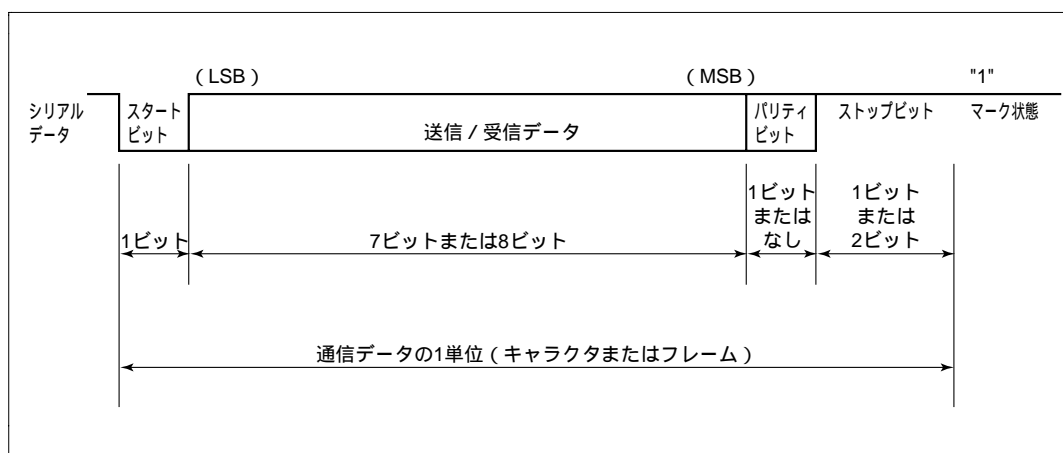 （LSB）
（MSB）
"1"
シリアル
データ
スタート
ビット
送信 / 受信データ
パリティ
ビット
ストップビット
マーク状態
1ビット
7ビットまたは8ビット
1ビット
または
なし
1ビット
または
2ビット
通信データの1単位（キャラクタまたはフレーム）